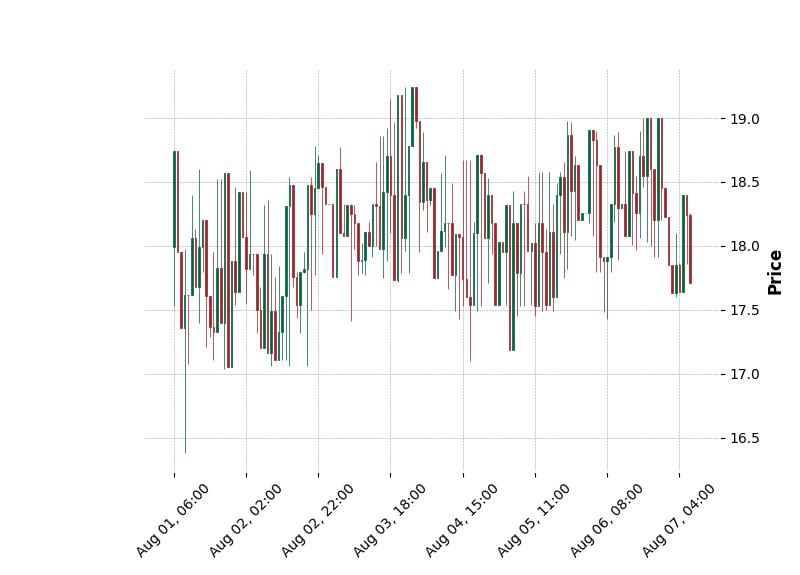 19.0
18.5
18.0
17.5
17.0
16.5
Price
Aug 01, 06:00
Aug 02, 02:00
Aug 02, 22:00
Aug 03, 18:00
Aug 04, 15:00
Aug 05, 11:00
Aug 06, 08:00
Aug 07, 04:00